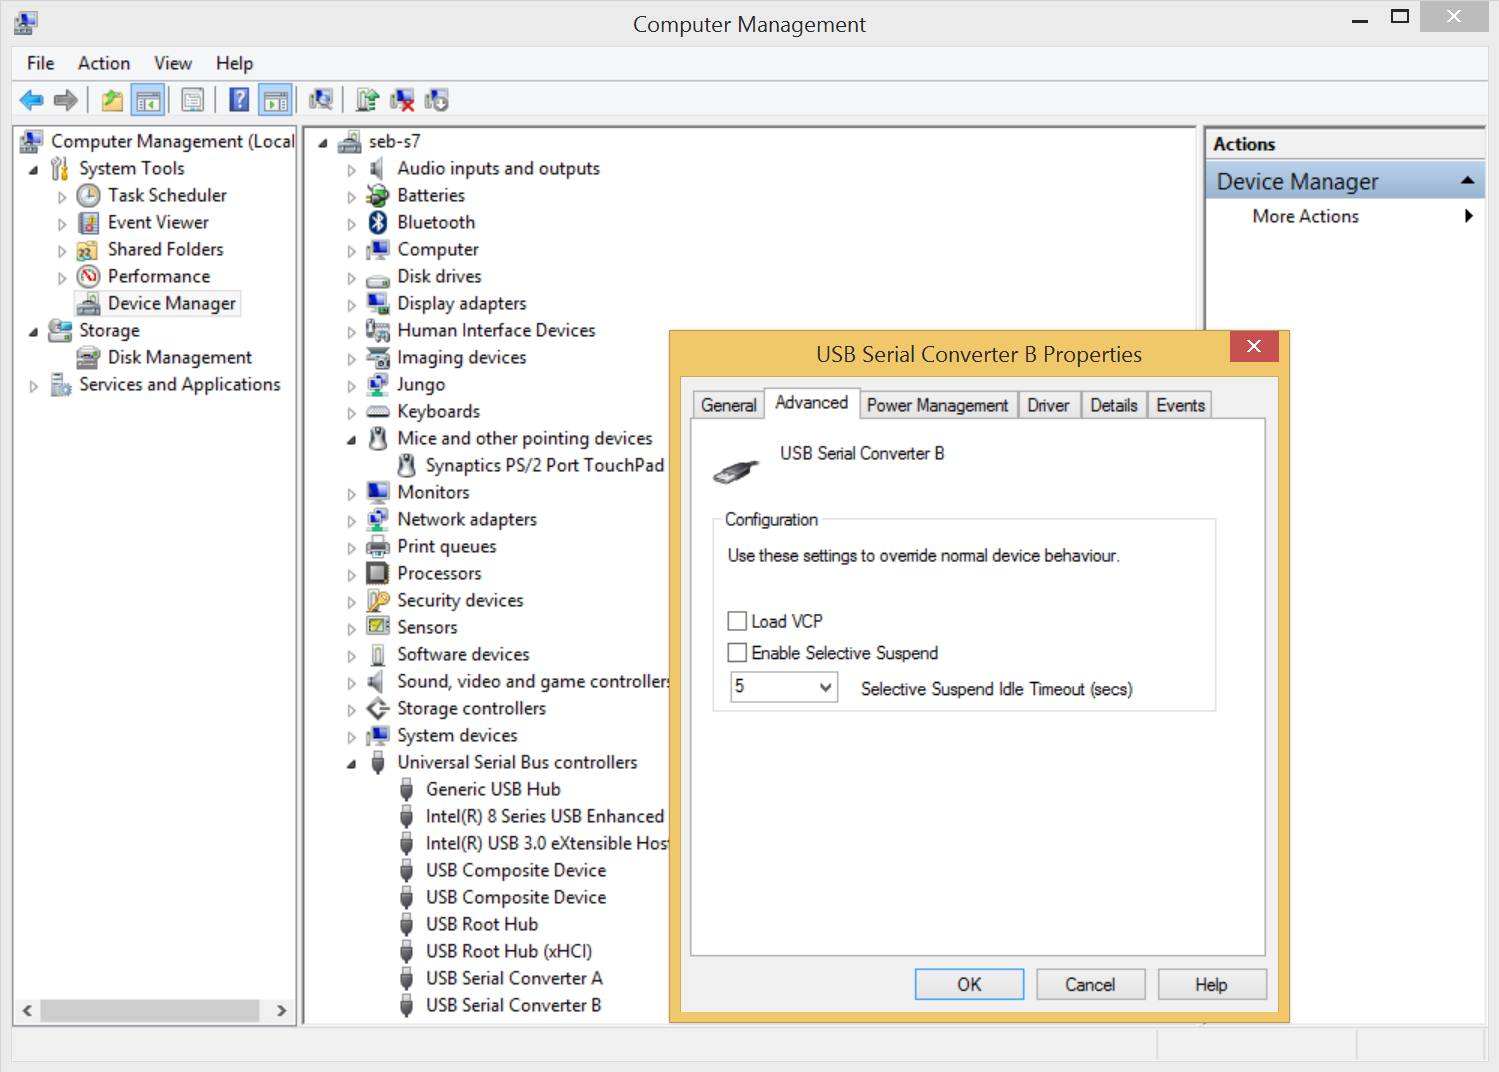 Computer Management
File Action View Help
Computer Management (Local
System Tools
Task Scheduler
Event Viewer
Shared Folders
Performance
Device Manager
Storage
Disk Management
Services and Applications
seb-s7
Audio inputs and outputs
Batteries
Bluetooth
Computer
Disk drives
Display adapters
Human Interface Devices
Imaging devices
Jungo
Keyboards
Mice and other pointing devices
Synaptics PS/2 Port TouchPad
Monitors
Network adapters
Print queues
Processors
Security devices
Sensors
Software devices
Sound, video and game controllers
Storage controllers
System devices
Universal Serial Bus controllers
Generic USB Hub
Intel(R) 8 Series USB Enhanced
Intel(R) USB 3.0 eXtensible Host
USB Composite Device
USB Composite Device
USB Root Hub
USB Root Hub (xHCI)
USB Serial Converter A
USB Serial Converter B
Actions
Device Manager
More Actions
USB Serial Converter B Properties
General Advanced Power Management Driver Details Events
USB Serial Converter B
Configuration
Use these settings to override normal device behaviour.
Load VCP
Enable Selective Suspend
5 Selective Suspend Idle Timeout (secs)
OK Cancel Help